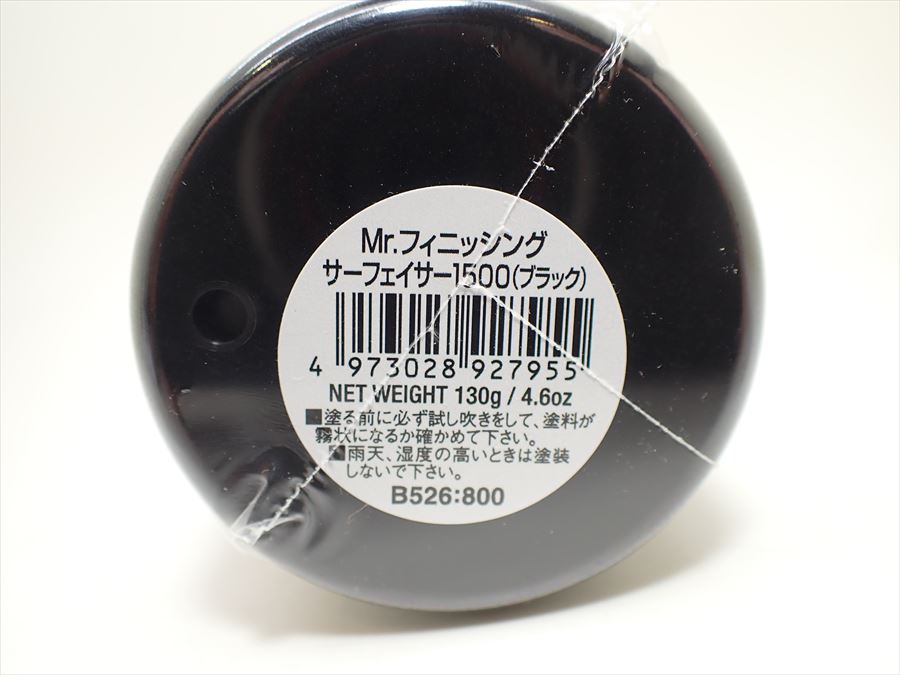 Mr.フィニッシング
サーフェイサー1500(ブラック)
4 973028 927955
NET WEIGHT 130g / 4.6oz
■塗る前に必ず試し吹きをして、塗料が
霧状になるか確かめて下さい。
■雨天、湿度の高いときは塗装
しないで下さい。
B526:800